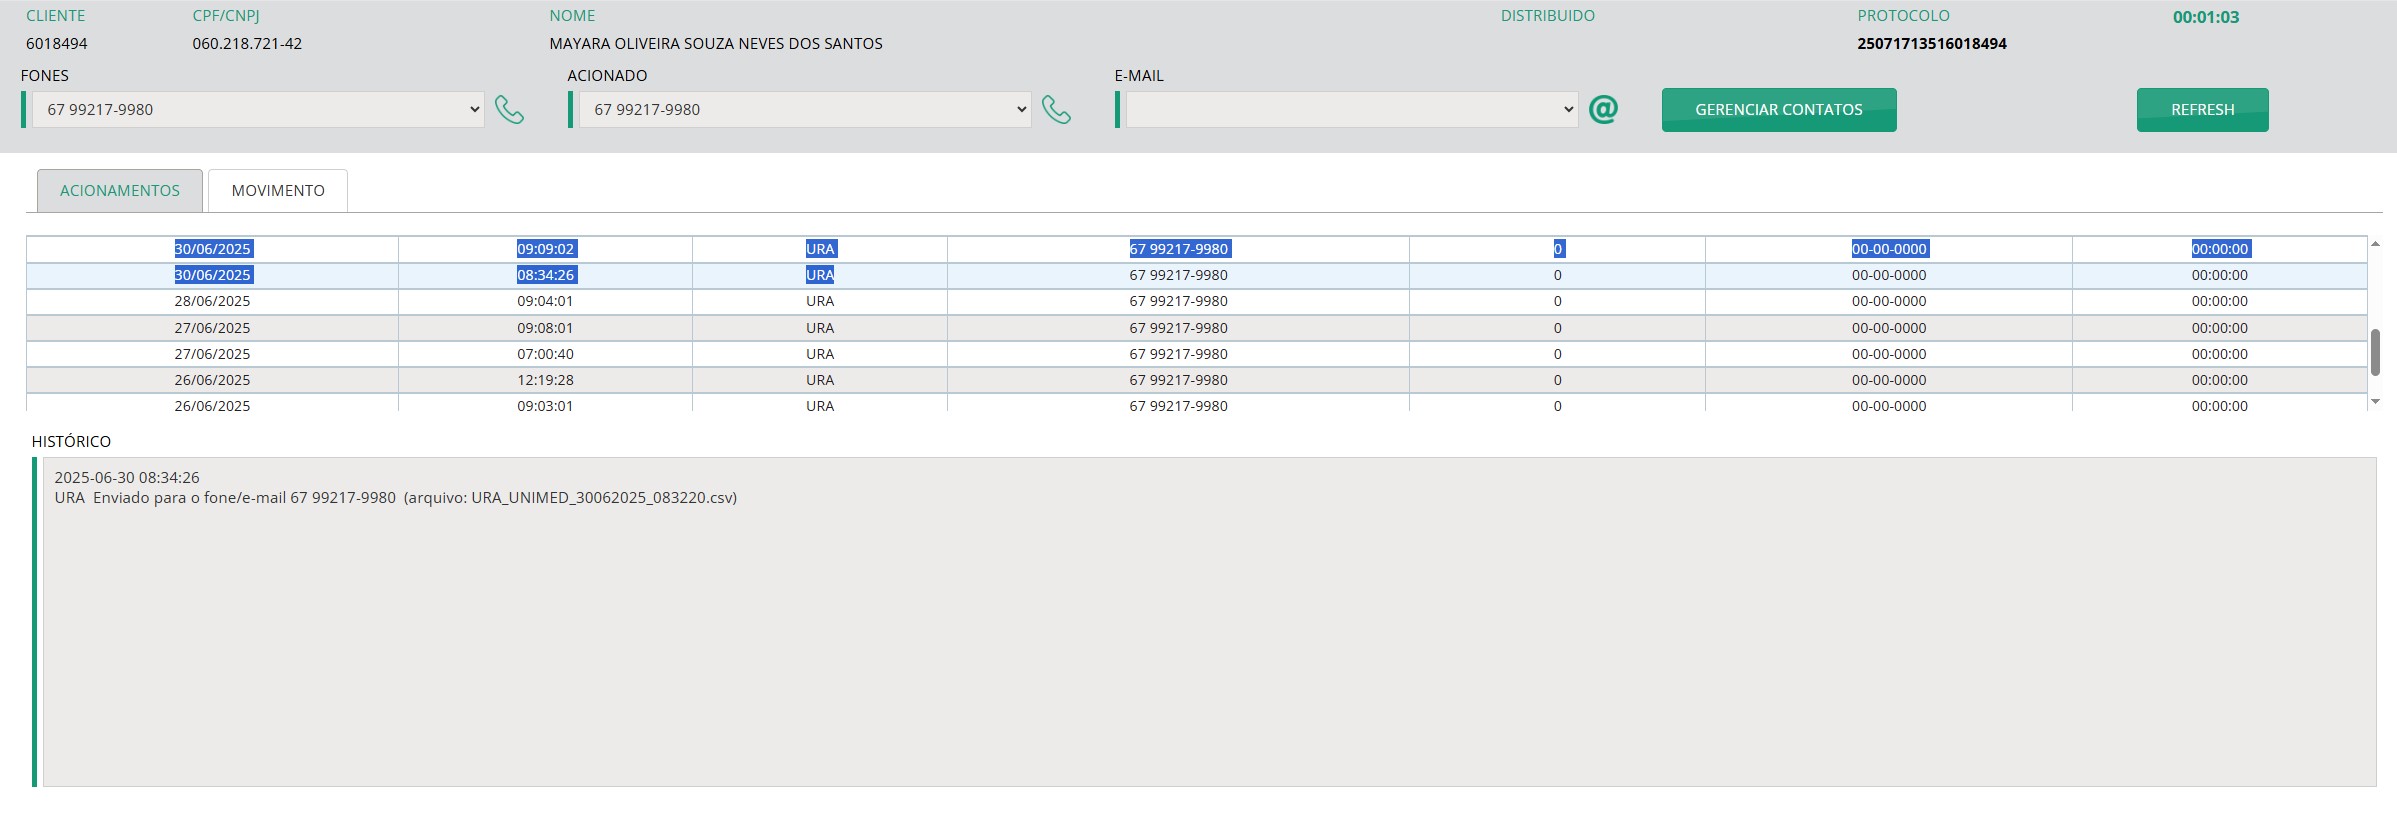 CLIENTE CPF/CNPJ NOME DISTRIBUIDO PROTOCOLO 00:01:03
6018494 060.218.721-42 MAYARA OLIVEIRA SOUZA NEVES DOS SANTOS 25071713516018494
FONES ACIONADO E-MAIL
67 99217-9980 67 99217-9980 @ GERENCIAR CONTATOS REFRESH
ACIONAMENTOS MOVIMENTO
30/06/2025 09:09:02 URA 67 99217-9980 0 00-00-0000 00:00:00
30/06/2025 08:34:26 URA 67 99217-9980 0 00-00-0000 00:00:00
28/06/2025 09:04:01 URA 67 99217-9980 0 00-00-0000 00:00:00
27/06/2025 09:08:01 URA 67 99217-9980 0 00-00-0000 00:00:00
27/06/2025 07:00:40 URA 67 99217-9980 0 00-00-0000 00:00:00
26/06/2025 12:19:28 URA 67 99217-9980 0 00-00-0000 00:00:00
26/06/2025 09:03:01 URA 67 99217-9980 0 00-00-0000 00:00:00
HISTÓRICO
2025-06-30 08:34:26
URA Enviado para o fone/e-mail 67 99217-9980 (arquivo: URA_UNIMED_30062025_083220.csv)